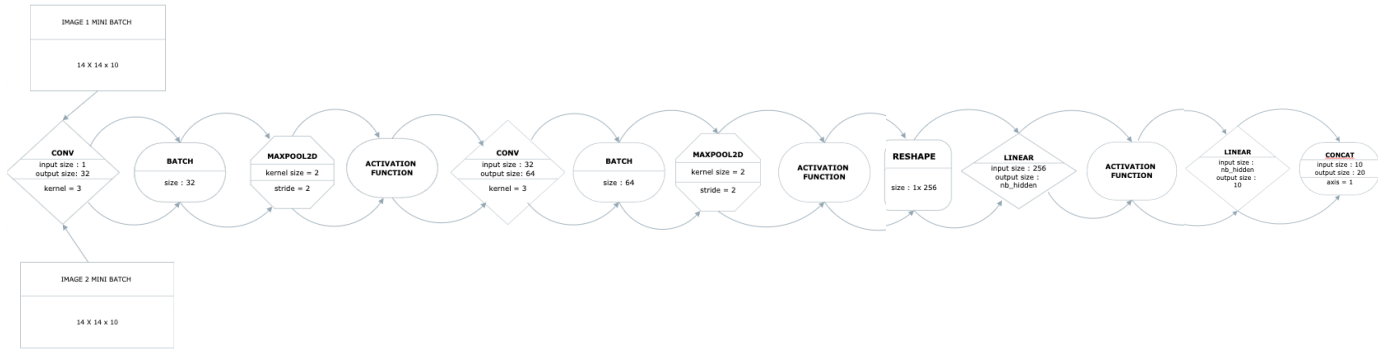 IMAGE 1 MINI BATCH
14 X 14 x 10
CONV
input size : 1
output size: 32
kernel = 3
BATCH
size : 32
MAXPOOL2D
kernel size = 2
stride = 2
ACTIVATION
FUNCTION
CONV
input size : 32
output size: 64
kernel = 3
BATCH
size : 64
MAXPOOL2D
kernel size = 2
stride = 2
ACTIVATION
FUNCTION
RESHAPE
size : 1x 256
LINEAR
input size : 256
output size :
nb_hidden
ACTIVATION
FUNCTION
LINEAR
input size :
nb_hidden
output size :
10
CONCAT
input size : 10
output size : 20
axis = 1
IMAGE 2 MINI BATCH
14 X 14 x 10